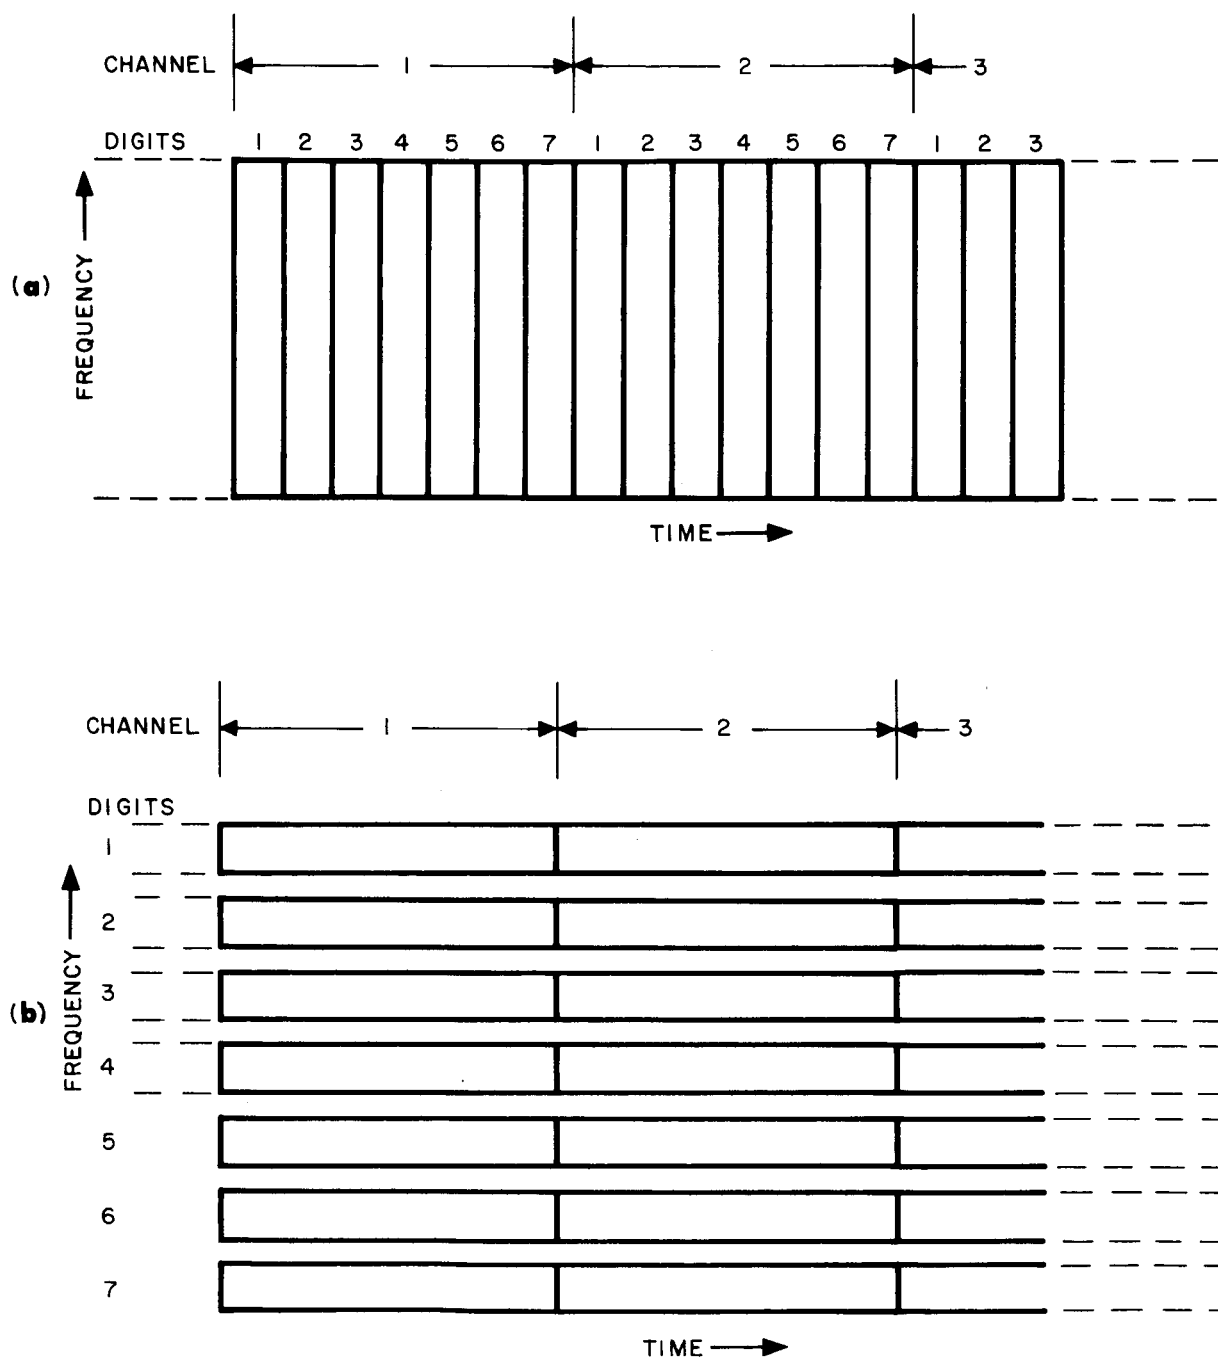 CHANNEL 1 2 3
DIGITS 1 2 3 4 5 6 7 1 2 3 4 5 6 7 1 2 3
(a)
FREQUENCY
TIME
CHANNEL 1 2 3
DIGITS
1
2
3
4
5
6
7
(b)
FREQUENCY
TIME